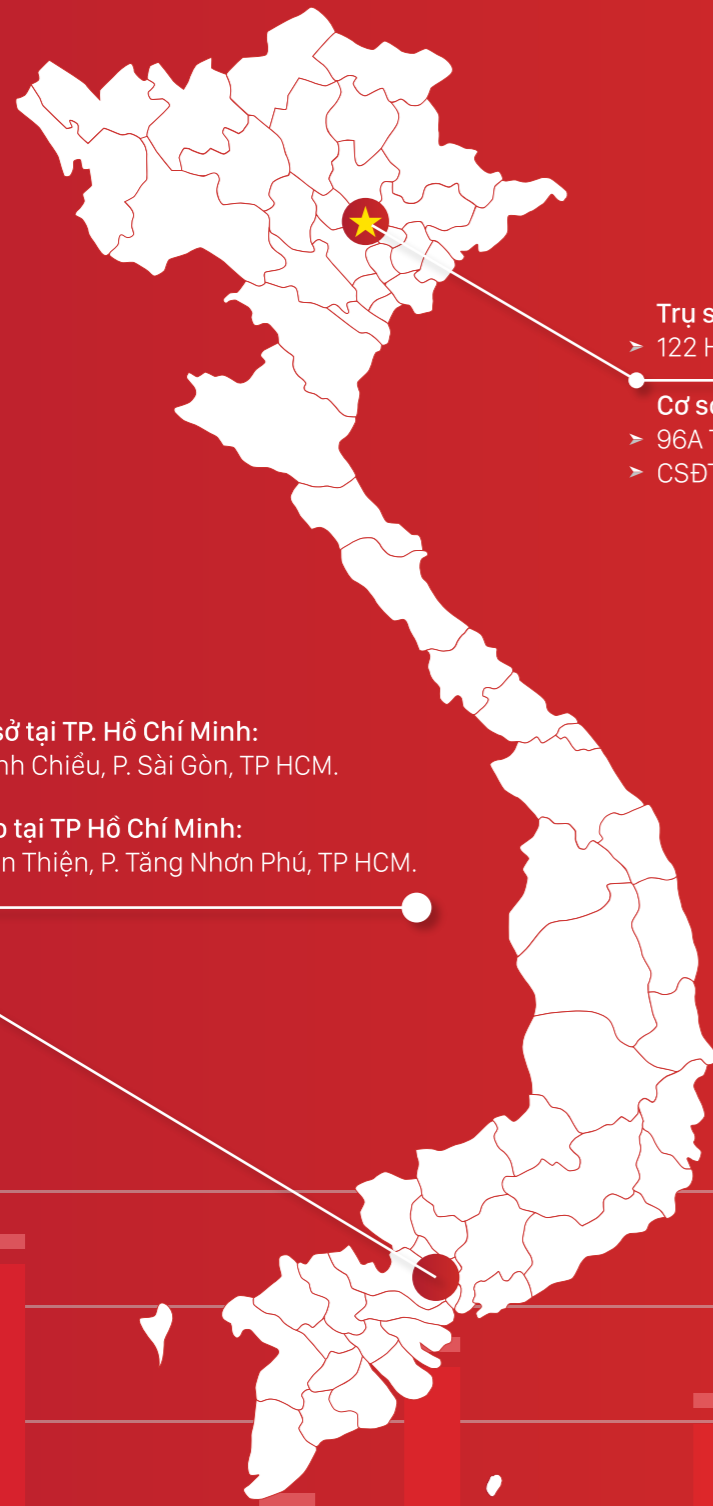 Trụ s
➢ 122 H
Cơ sở
➢ 96A T
➢ CSĐT
sở tại TP. Hồ Chí Minh:
nh Chiểu, P. Sài Gòn, TP HCM.
o tại TP Hồ Chí Minh:
n Thiện, P. Tăng Nhơn Phú, TP HCM.